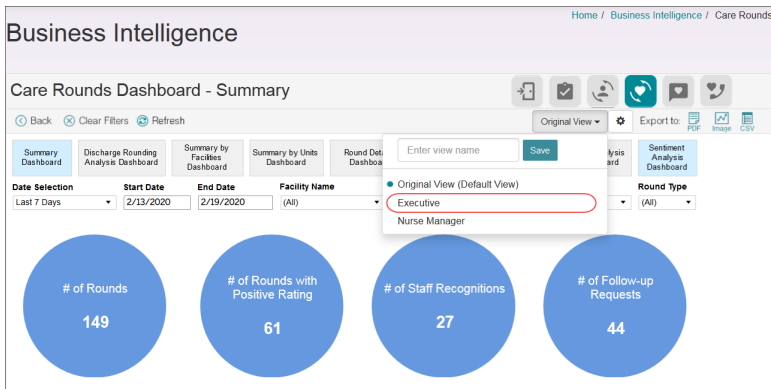 Home / Business Intelligence / Care Rounds
Business Intelligence
Care Rounds Dashboard - Summary
Back Clear Filters Refresh
Original View Export to: PDF Image CSV
Enter view name Save
Original View (Default View)
Executive
Nurse Manager
Summary
Dashboard
Discharge Rounding
Analysis Dashboard
Summary by
Facilities
Dashboard
Summary by Units
Dashboard
Round
Sentiment
Analysis
Dashboard
Date Selection Start Date End Date Facility Name Round Type
Last 7 Days 2/13/2020 2/19/2020 (All) (All)
# of Rounds
149
# of Rounds with
Positive Rating
61
# of Staff Recognitions
27
# of Follow-up
Requests
44